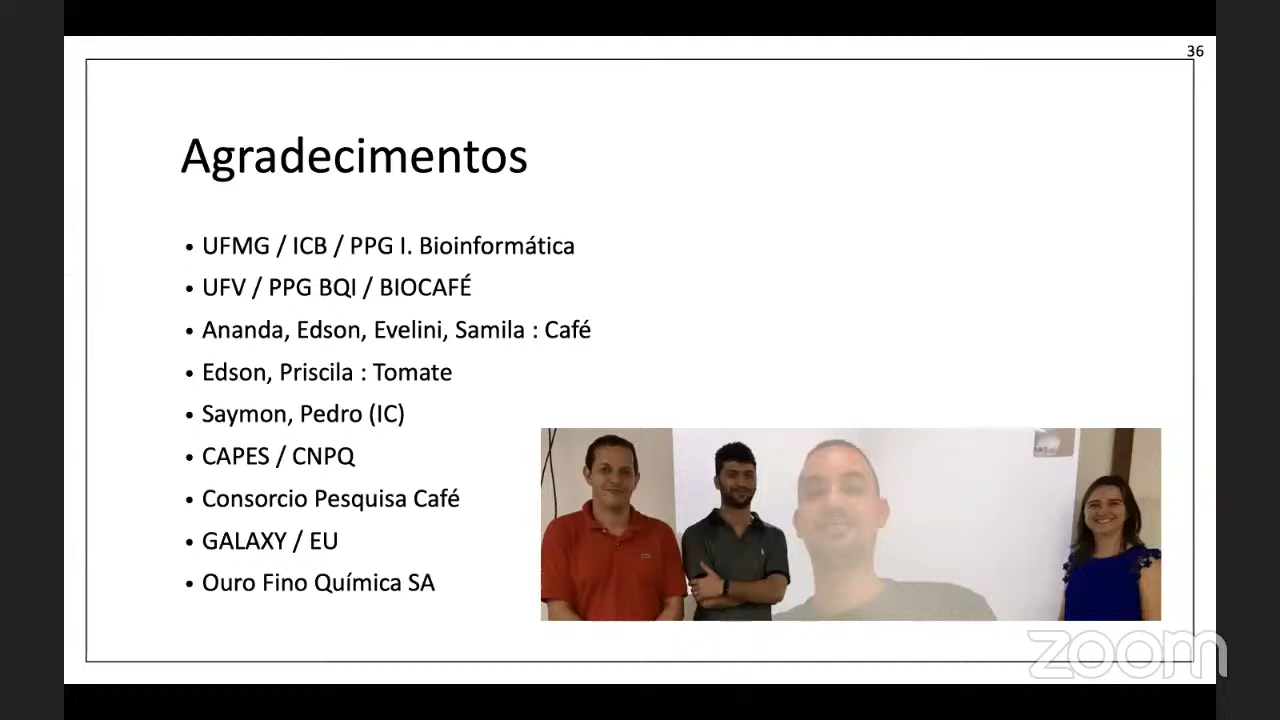 36
Agradecimentos
• UFMG / ICB / PPG I. Bioinformática
• UFV / PPG BQI / BIOCAFÉ
• Ananda, Edson, Evelini, Samila : Café
• Edson, Priscila : Tomate
• Saymon, Pedro (IC)
• CAPES / CNPQ
• Consorcio Pesquisa Café
• GALAXY / EU
• Ouro Fino Química SA
zoom